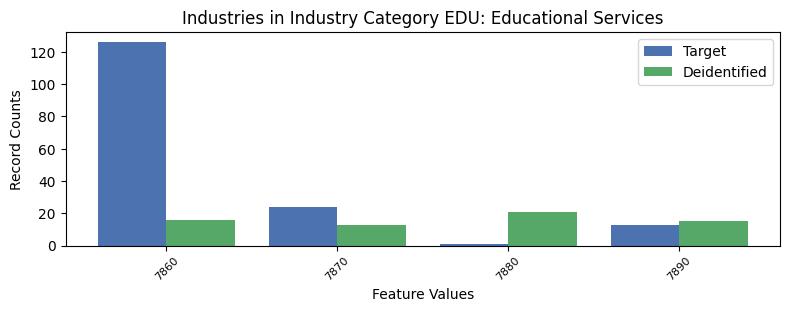 Industries in Industry Category EDU: Educational Services
Target
Deidentified
Record Counts
120
100
80
60
40
20
0
7860
7870
7880
7890
Feature Values